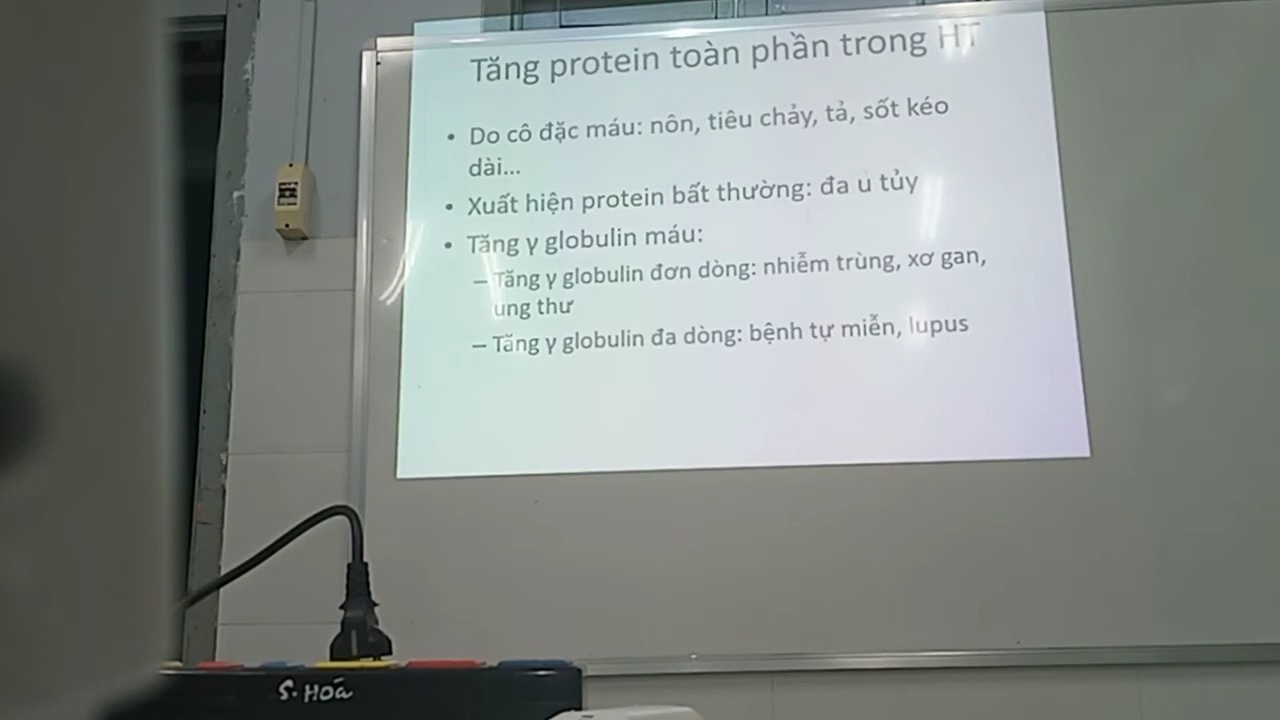 Tăng protein toàn phần trong HT
• Do cô đặc máu: nôn, tiêu chảy, tả, sốt kéo
dài...
• Xuất hiện protein bất thường: đa u tủy
• Tăng γ globulin máu:
– Tăng γ globulin đơn dòng: nhiễm trùng, xơ gan,
ung thư
– Tăng γ globulin đa dòng: bệnh tự miễn, lupus
S. Hóa